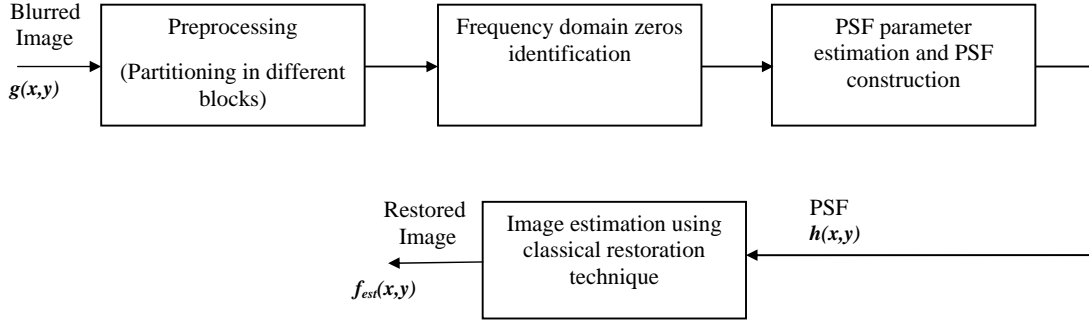 Blurred
Image
g(x,y)
Preprocessing
(Partitioning in different
blocks)
Frequency domain zeros
identification
PSF parameter
estimation and PSF
construction
Restored
Image
f_est(x,y)
Image estimation using
classical restoration
technique
PSF
h(x,y)